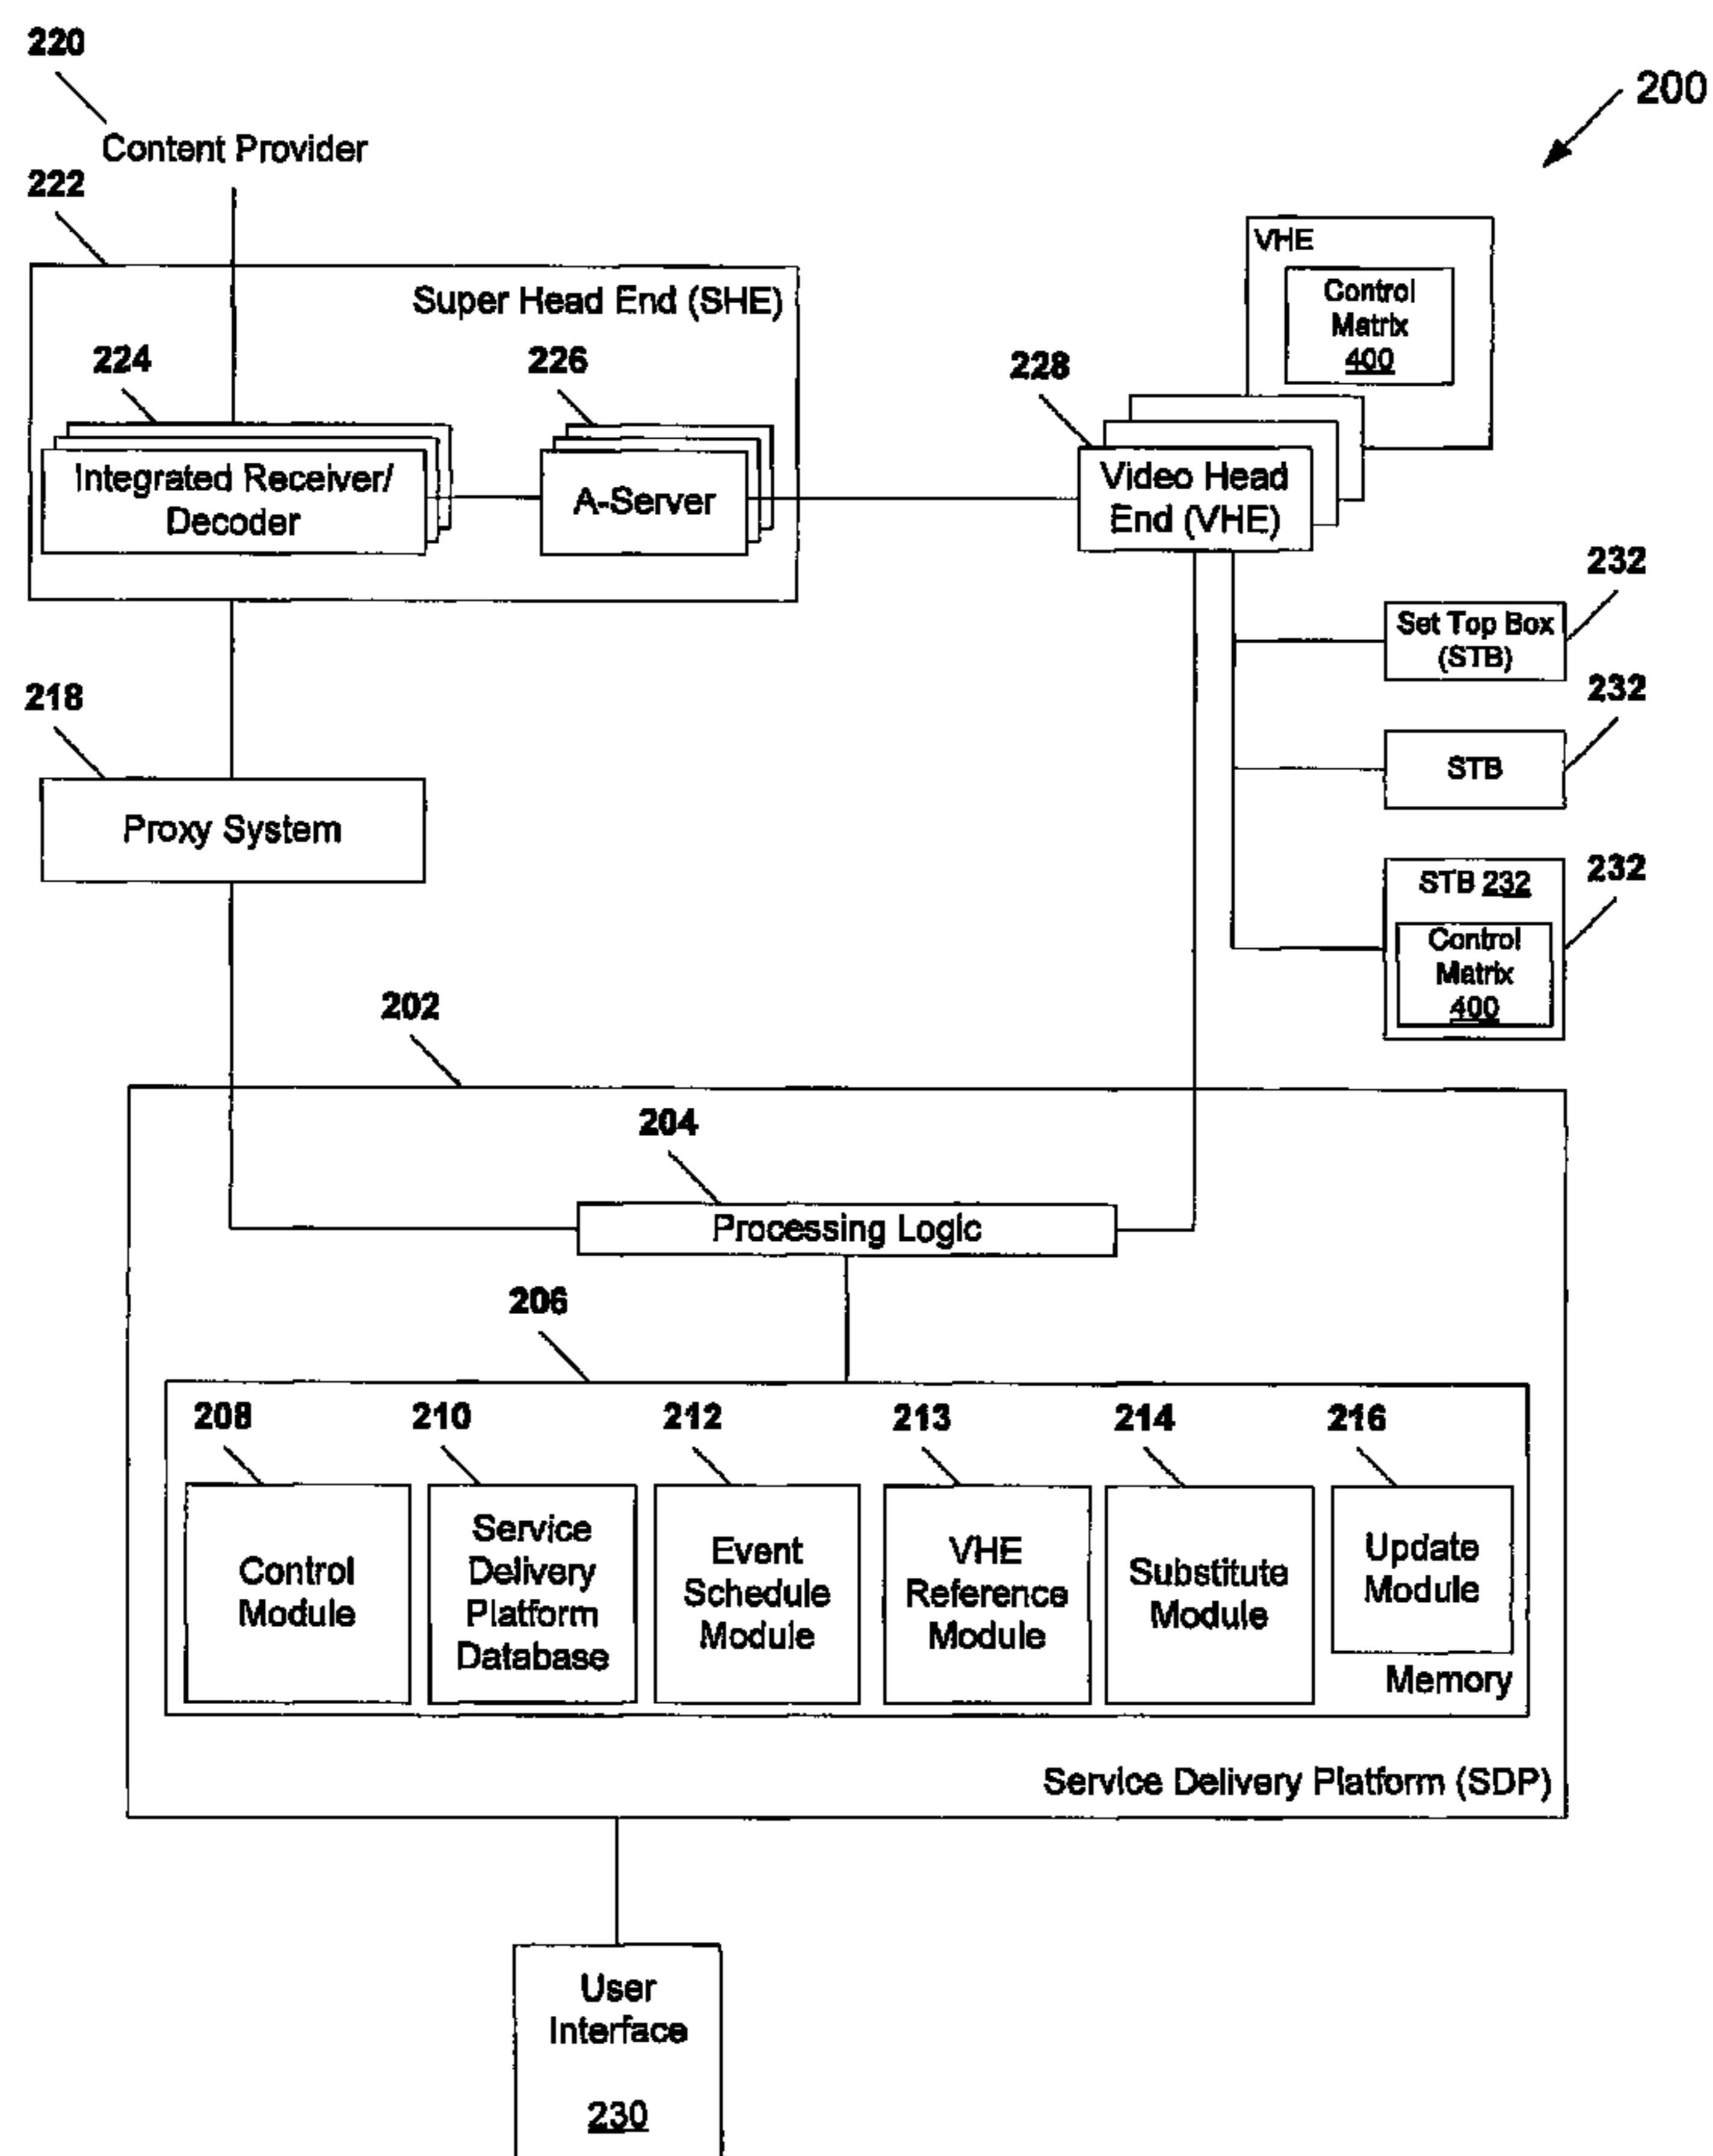 220
200
Content Provider
222
VHE
Control
Matrix
400
Super Head End (SHE)
224
226
228
Integrated Receiver/
Decoder
A-Server
Video Head
End (VHE)
232
Set Top Box
(STB)
218
232
STB
Proxy System
232
STB 232
Control
Matrix
400
202
204
Processing Logic
206
208
210
212
213
214
216
Control
Module
Service
Delivery
Platform
Database
Event
Schedule
Module
VHE
Reference
Module
Substitute
Module
Update
Module
Memory
Service Delivery Platform (SDP)
User
Interface
230